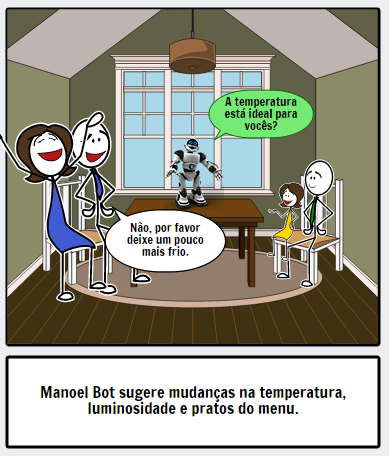 A temperatura
está ideal para
vocês?
Não, por favor
deixe um pouco
mais frio.
Manoel Bot sugere mudanças na temperatura,
luminosidade e pratos do menu.